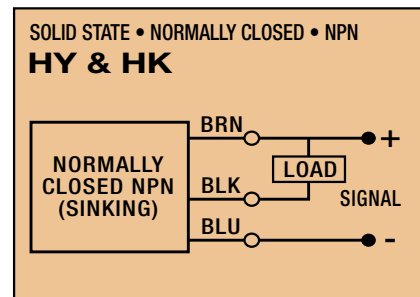 SOLID STATE • NORMALLY CLOSED • NPN
HY & HK
BRN
+
NORMALLY
CLOSED NPN
(SINKING)
LOAD
BLK
SIGNAL
BLU
-